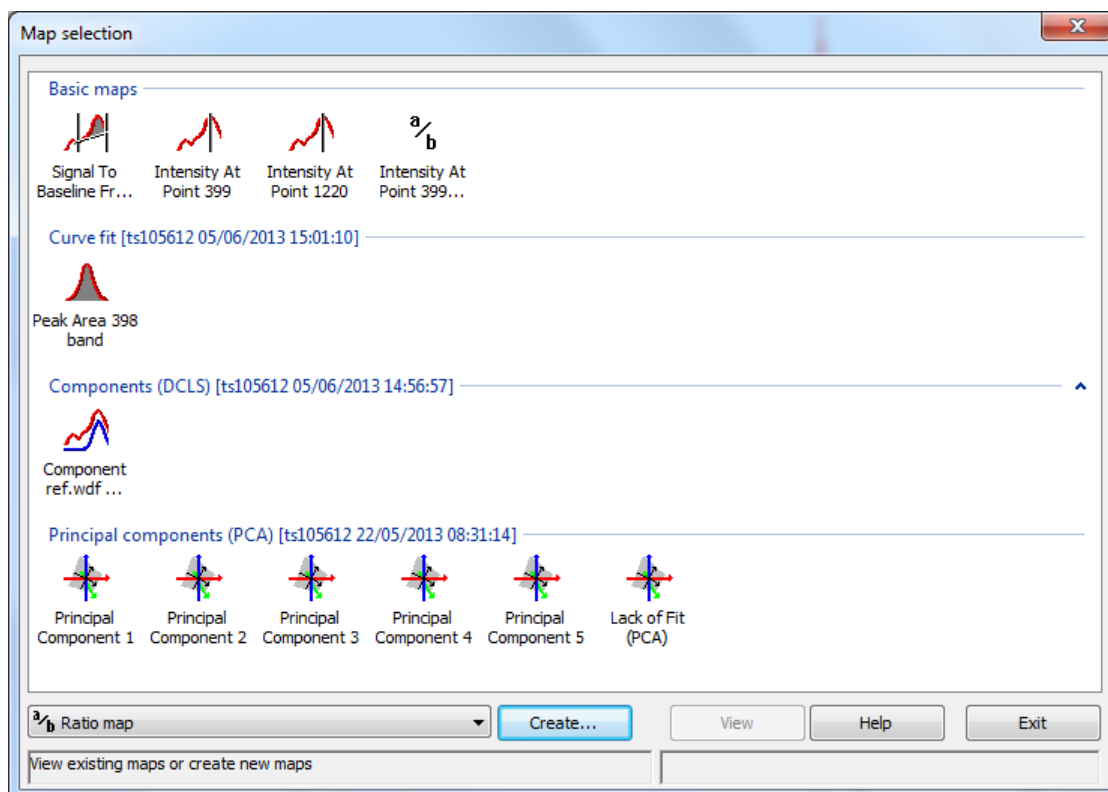 Map selection
Basic maps
a/b
Signal To Intensity At Intensity At Intensity At
Baseline Fr... Point 399 Point 1220 Point 399...
Curve fit [ts105612 05/06/2013 15:01:10]
Peak Area 398
band
Components (DCLS) [ts105612 05/06/2013 14:56:57]
Component
ref.wdf ...
Principal components (PCA) [ts105612 22/05/2013 08:31:14]
Principal Principal Principal Principal Principal Lack of Fit
Component 1 Component 2 Component 3 Component 4 Component 5 (PCA)
a/b Ratio map Create... View Help Exit
View existing maps or create new maps